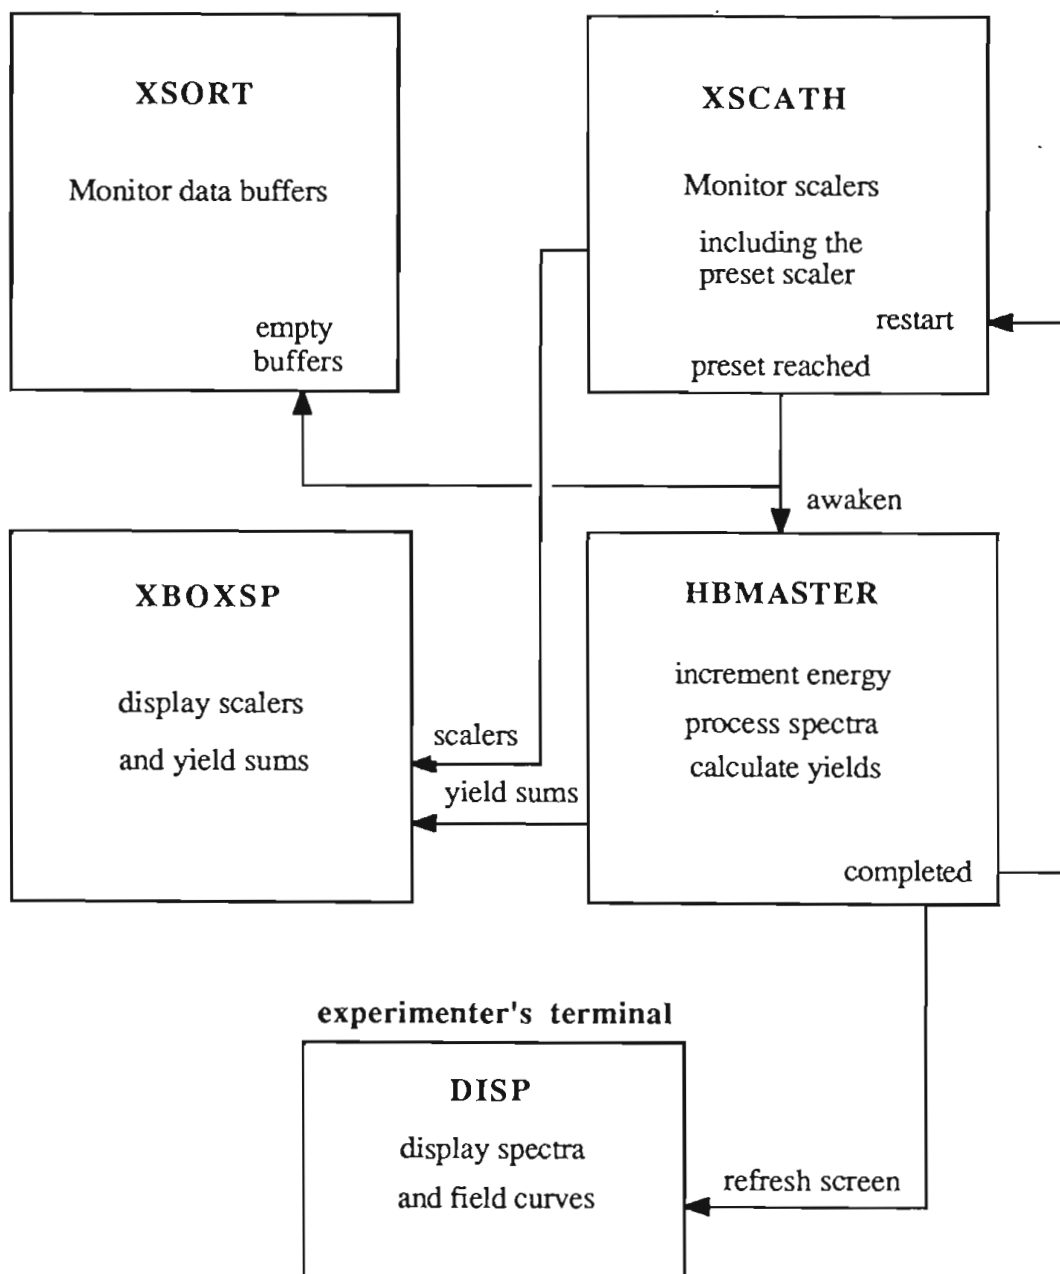 XSORT
Monitor data buffers
empty
buffers
XSCATH
Monitor scalers
including the
preset scaler
restart
preset reached
awaken
XBOXSP
display scalers
and yield sums
scalers
yield sums
HBMASTER
increment energy
process spectra
calculate yields
completed
experimenter's terminal
DISP
display spectra
and field curves
refresh screen